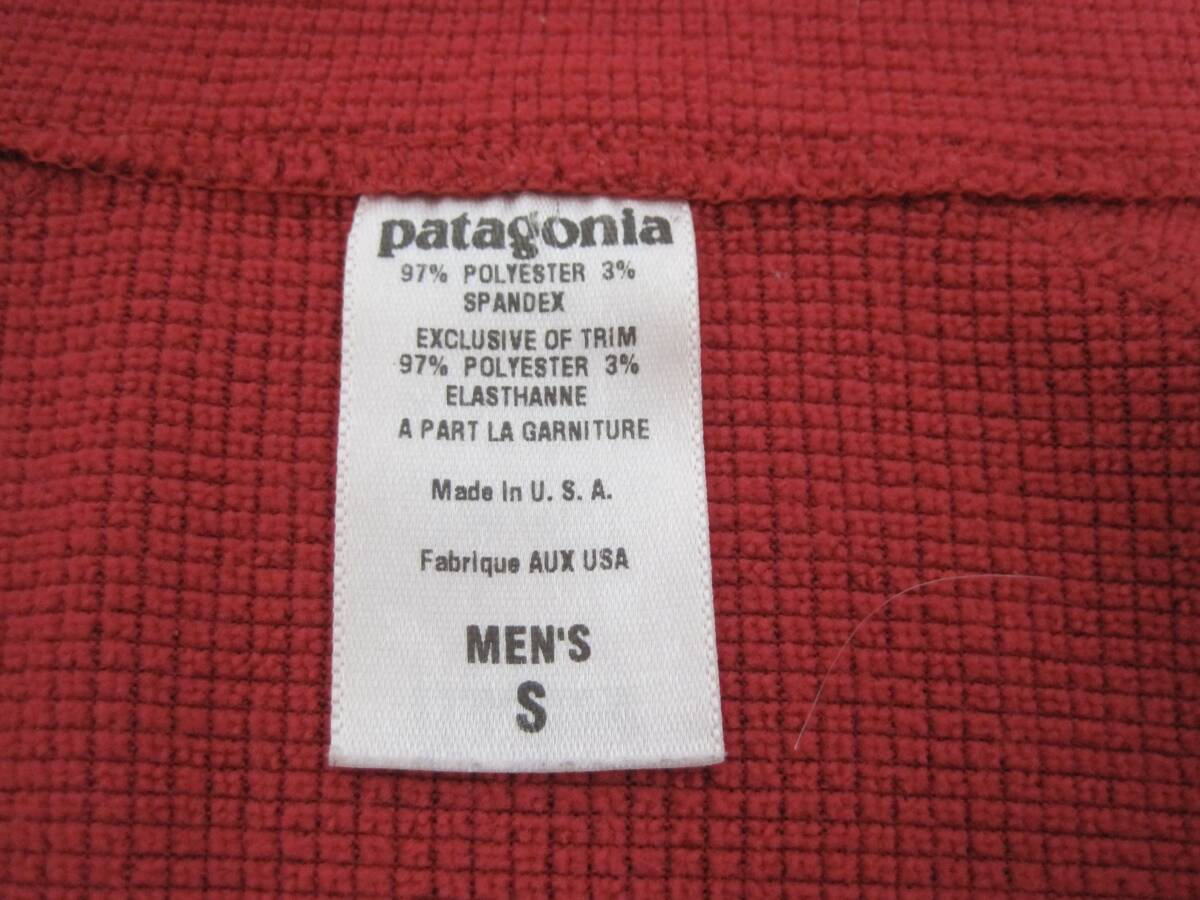 patagonia
97% POLYESTER 3%
SPANDEX
EXCLUSIVE OF TRIM
97% POLYESTER 3%
ELASTHANNE
A PART LA GARNITURE
Made In U. S. A.
Fabrique AUX USA
MEN'S
S